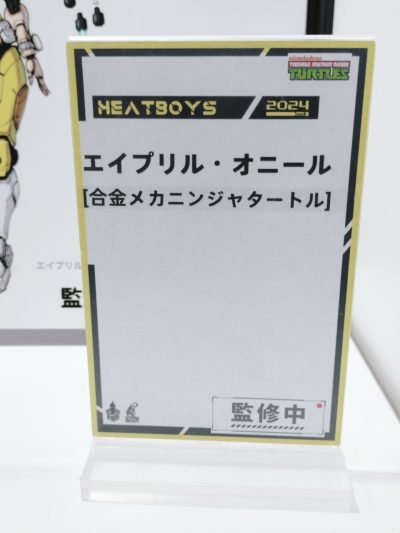 nickelodeon
TEENAGE MUTANT NINJA
TURTLES
HEATBOYS
2024
エイプリル・オニール
[合金メカニンジャタートル]
エイプリル
監
監修中